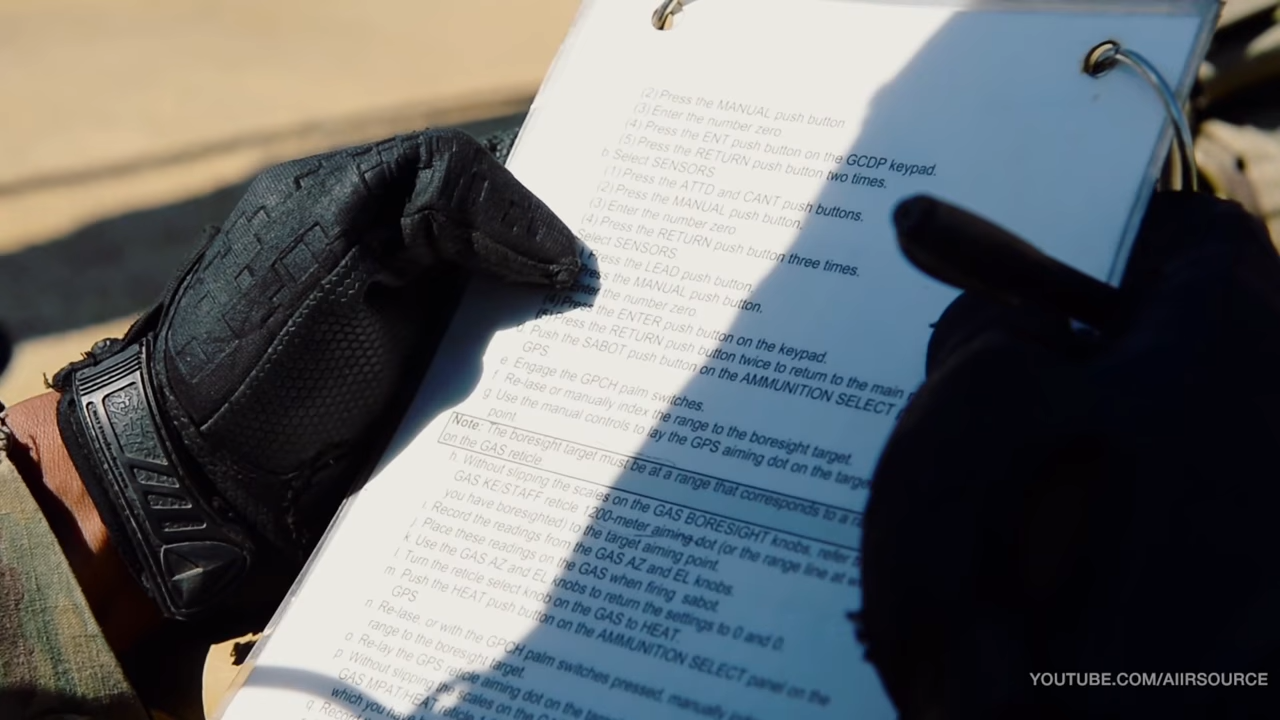 (2) Press the MANUAL push button
(3) Enter the number zero
(4) Press the ENT push button on the GCDP keypad.
(5) Press the RETURN push button two times.
b. Select SENSORS
(1) Press the ATTD and CANT push buttons.
(2) Press the MANUAL push button.
(3) Enter the number zero
(4) Press the RETURN push button three times.
Select SENSORS.
Press the LEAD push button.
Press the MANUAL push button.
Enter the number zero
(4) Press the ENTER push button on the keypad.
(5) Press the RETURN push button twice to return to the main
d. Push the SABOT push button on the AMMUNITION SELECT
GPS
e. Engage the GPCH palm switches.
f. Re-lase or manually index the range to the boresight target.
g. Use the manual controls to lay the GPS aiming dot on the target
point.
Note: The boresight target must be at a range that corresponds to a
on the GAS reticle
h. Without slipping the scales on the GAS BORESIGHT knobs, refer
GAS KE/STAFF reticle 1200-meter aiming dot (or the range line at
you have boresighted) to the target aiming point.
i. Record the readings from the GAS AZ and EL knobs.
j. Place these readings on the GAS when firing sabot.
k. Use the GAS AZ and EL knobs to return the settings to 0 and 0.
l. Turn the reticle select knob on the GAS to HEAT.
m. Push the HEAT push button on the AMMUNITION SELECT panel on the
GPS
n. Re-lase, or with the GPCH palm switches pressed, manually
range to the boresight target.
o. Re-lay the GPS reticle aiming dot on the target
p. Without slipping the scales on the
GAS MPAT/HEAT reticle
which you have
q. Record
YOUTUBE.COM/AIIRSOURCE